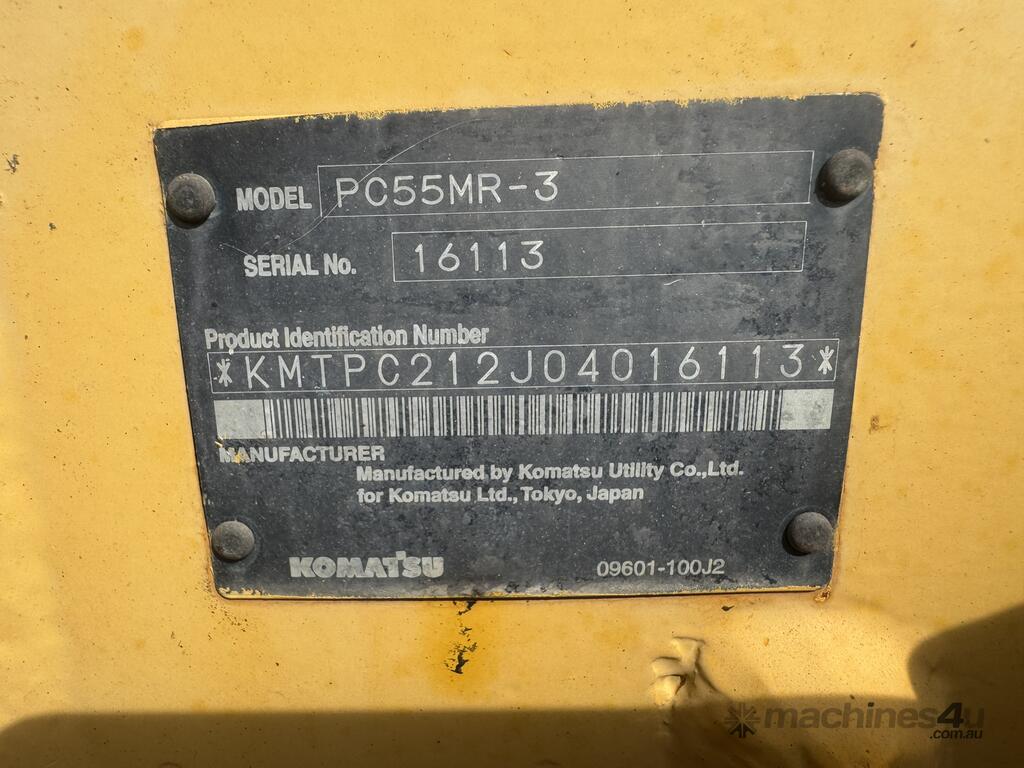 MODEL PC55MR-3
SERIAL No. 16113
Product Identification Number
*KMTPC212J04016113*
MANUFACTURER
Manufactured by Komatsu Utility Co.,Ltd.
for Komatsu Ltd., Tokyo, Japan
KOMATSU 09601-100J2
machines4u
.com.au